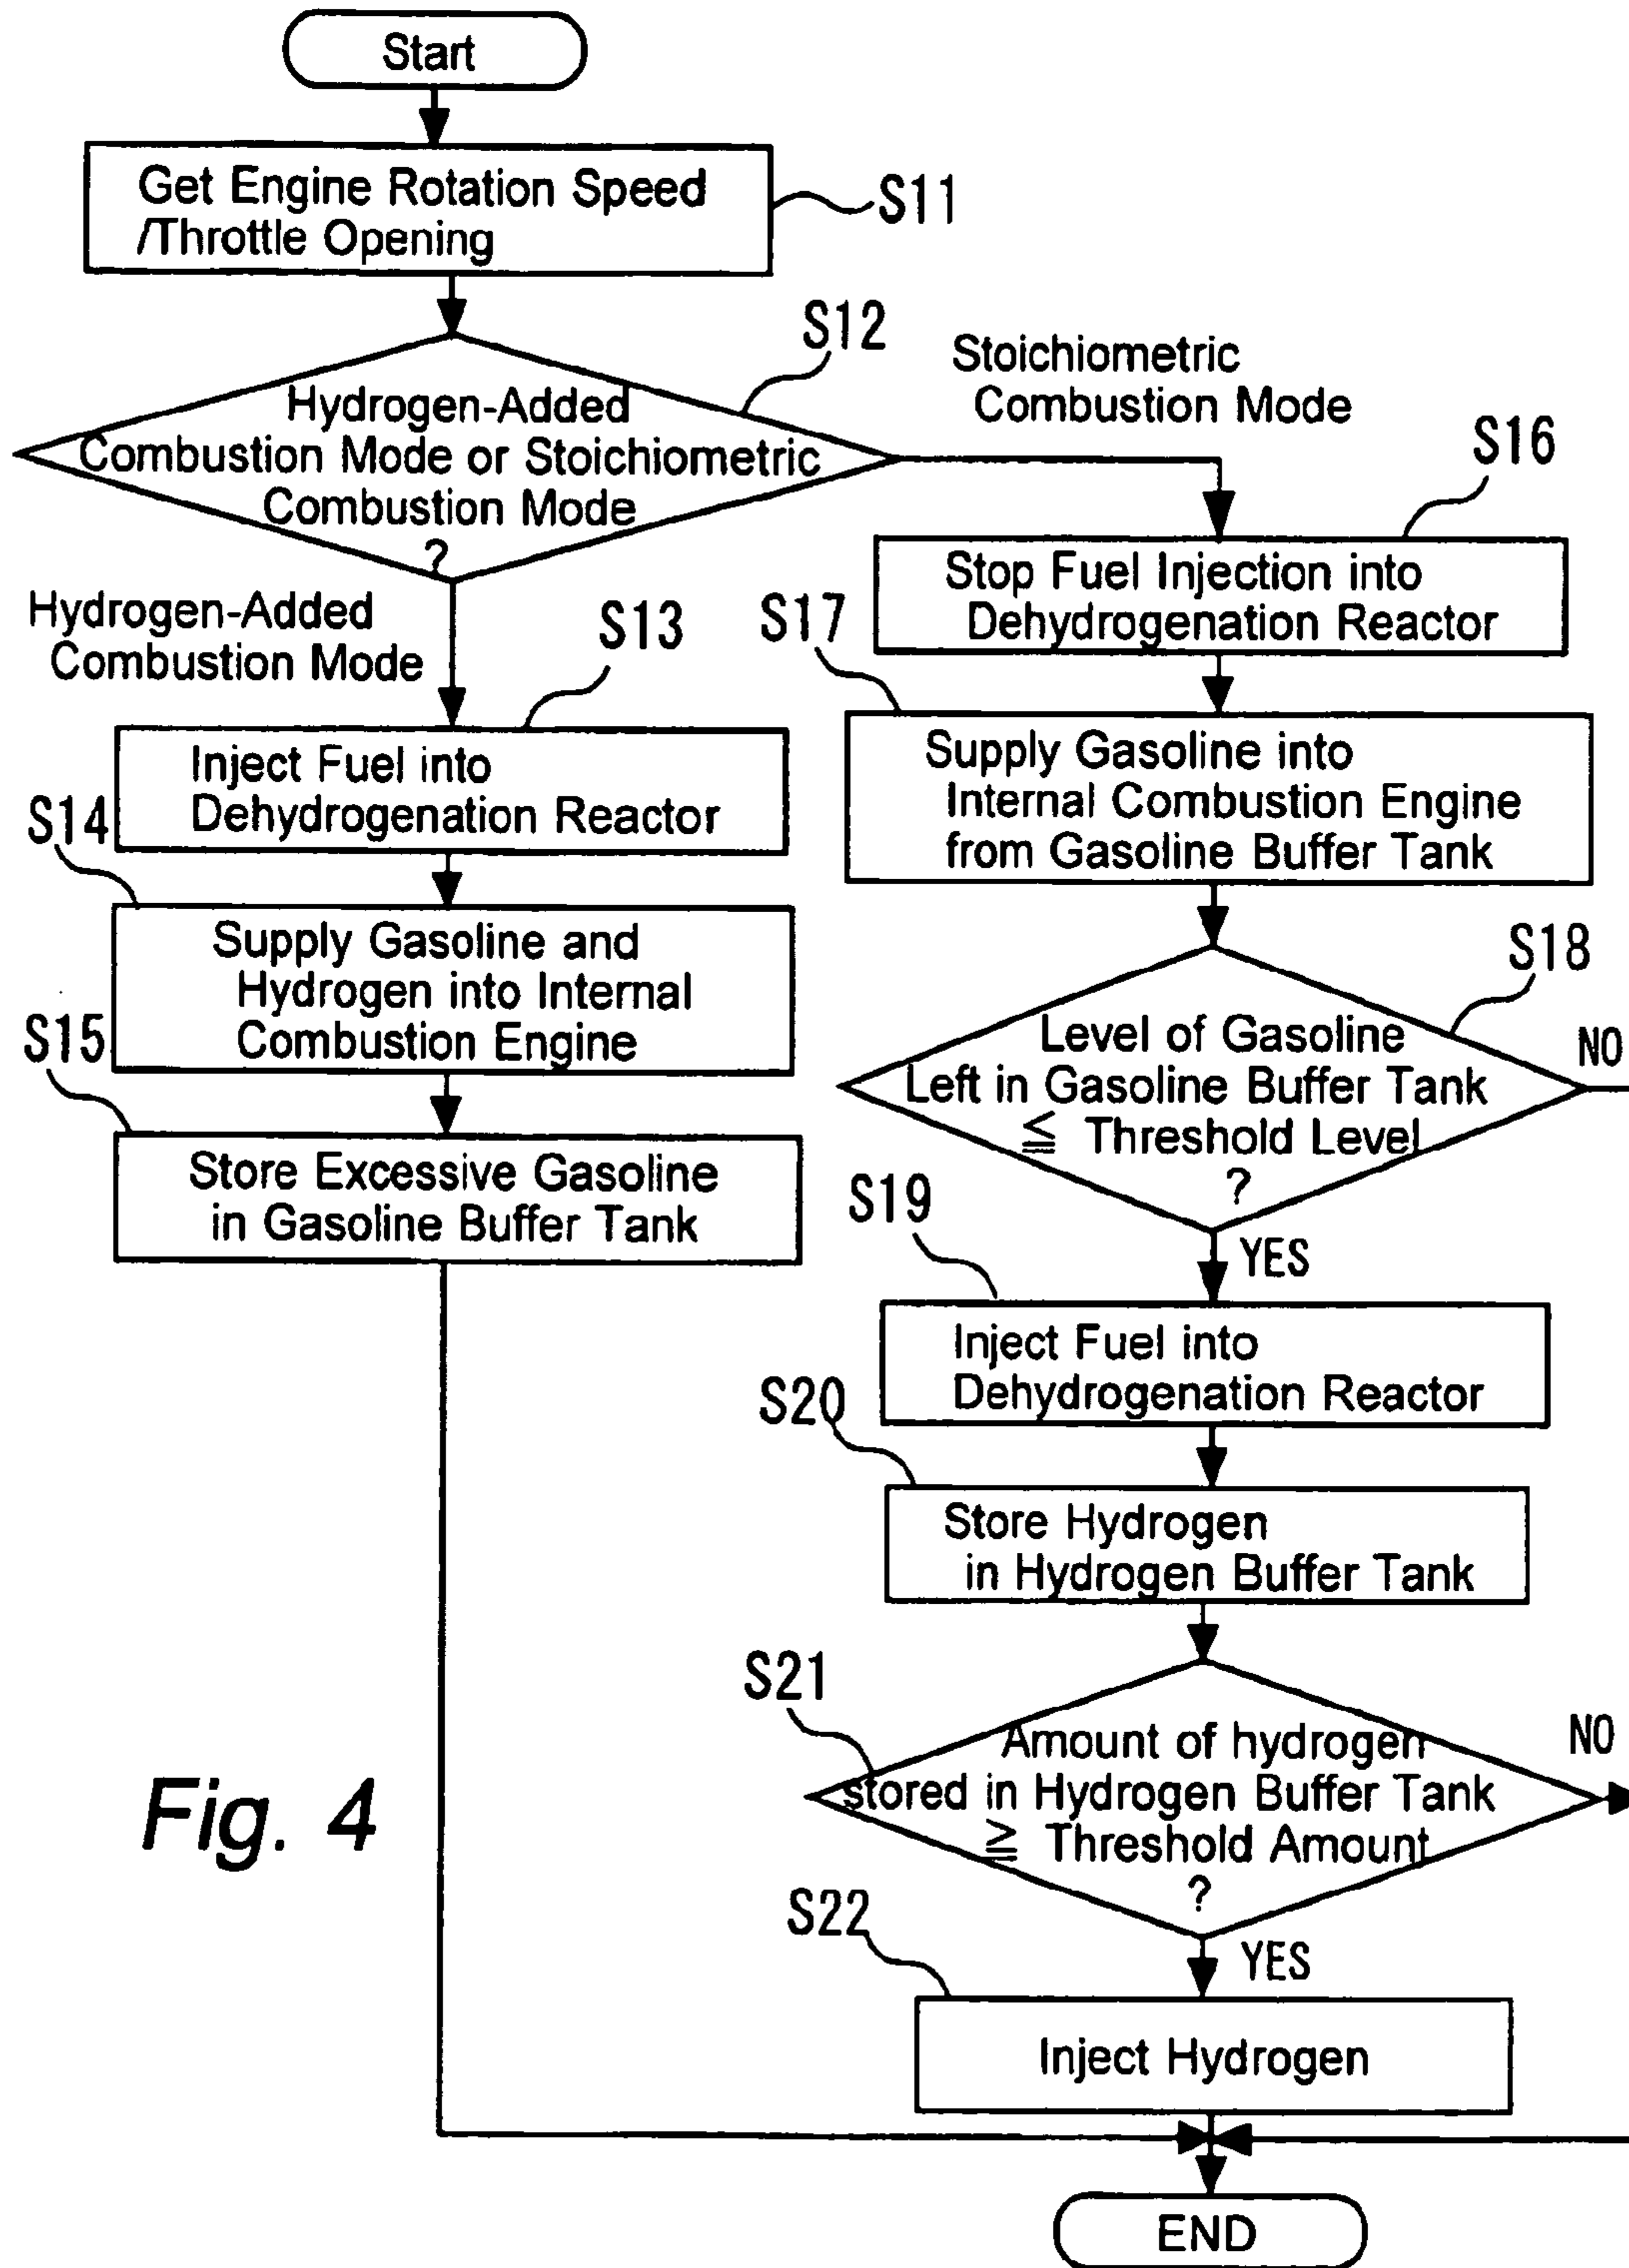 Start
Get Engine Rotation Speed
/Throttle Opening
S11
S12
Hydrogen-Added
Combustion Mode or Stoichiometric
Combustion Mode
?
Stoichiometric
Combustion Mode
Hydrogen-Added
Combustion Mode
S13
Inject Fuel into
Dehydrogenation Reactor
S14
Supply Gasoline and
Hydrogen into Internal
Combustion Engine
S15
Store Excessive Gasoline
in Gasoline Buffer Tank
S16
Stop Fuel Injection into
Dehydrogenation Reactor
S17
Supply Gasoline into
Internal Combustion Engine
from Gasoline Buffer Tank
S18
Level of Gasoline
Left in Gasoline Buffer Tank
≦ Threshold Level
?
NO
YES
S19
Inject Fuel into
Dehydrogenation Reactor
S20
Store Hydrogen
in Hydrogen Buffer Tank
S21
Amount of hydrogen
stored in Hydrogen Buffer Tank
≧ Threshold Amount
?
NO
YES
S22
Inject Hydrogen
END
Fig. 4